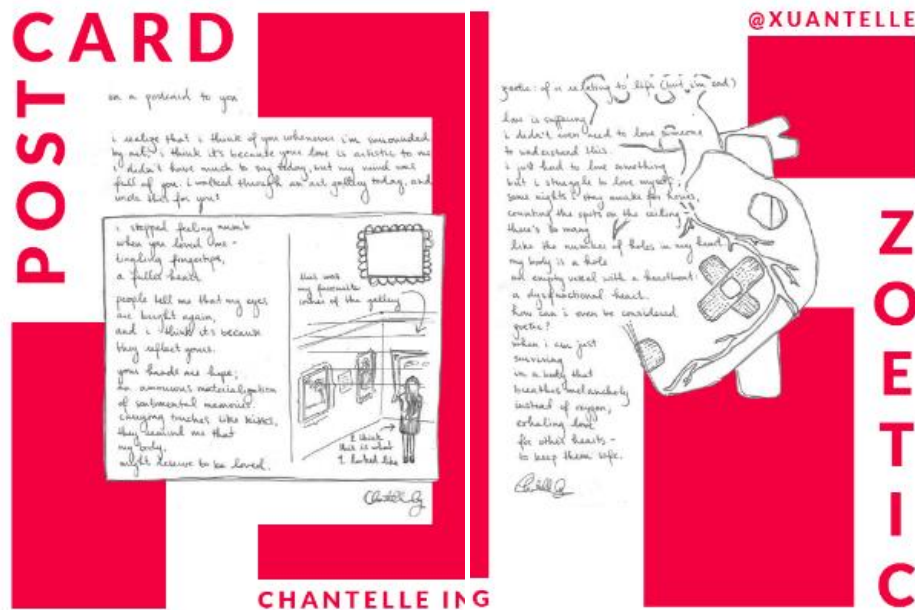 POSTCARD
on a postcard to you
i realize that i think of you whenever i'm surrounded
by art. i think it's because your love is artistic to me
i didn't have much to say today, but my mind was
full of you. i walked through an art gallery today, and
wrote this for you:
i stopped feeling numb
when you loved me -
tingling fingertips,
a fuller heart.
people tell me that my eyes
are bright again,
and i think it's because
they reflect yours.
your hands are hope;
an amorous materialization
of sentimental memories.
carrying touches like kisses,
they remind me that
my body,
might deserve to be loved.
this was
my favourite
corner of the gallery
I think
this is what
I looked like
Chantelle
CHANTELLE ING
@XUANTELLE
ZOETIC
zoetic: of or relating to life (but i'm dead)
love is suffering
i didn't even need to love someone
to understand this.
i just had to love something
but i struggle to love myself
some nights i stay awake for hours,
counting the spots on the ceiling -
there's so many
like the number of holes in my heart.
my body is a hole
an empty vessel with a heartbeat:
a dysfunctional heart.
how can i even be considered
zoetic?
when i am just
surviving
in a body that
breathes melancholy
instead of oxygen,
exhaling love
for other hearts -
to keep them safe.
Chantelle